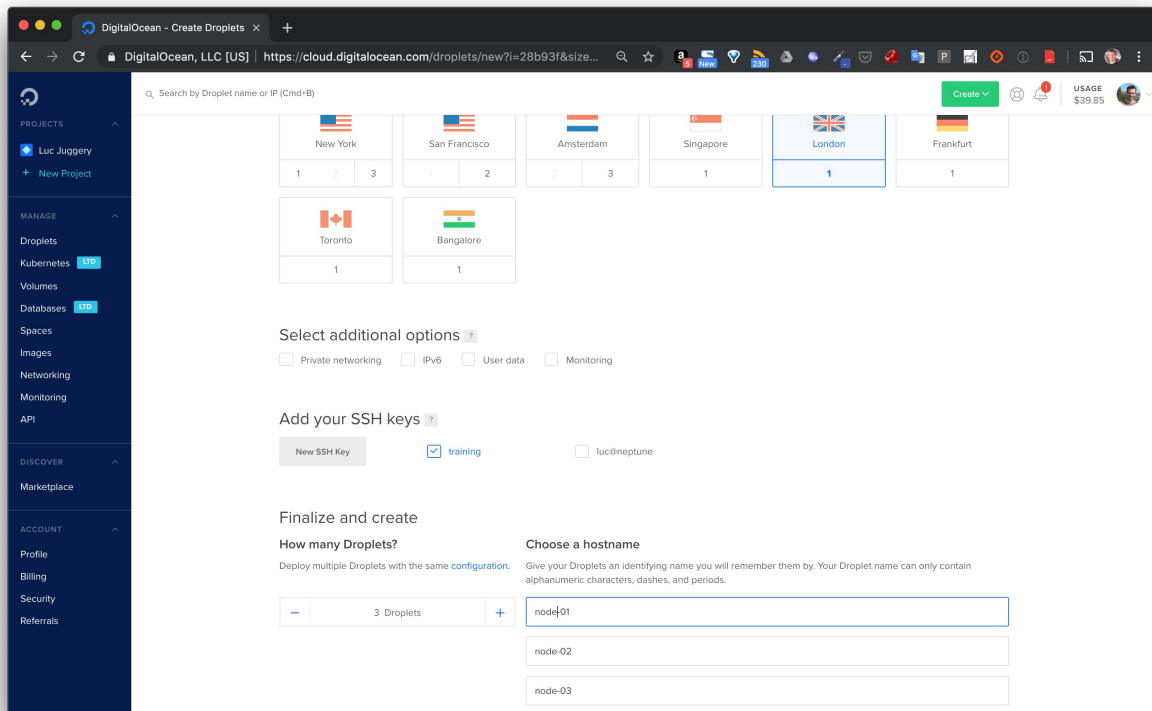 DigitalOcean - Create Droplets
DigitalOcean, LLC [US] | https://cloud.digitalocean.com/droplets/new?i=28b93f&size...
5
New
230
P
Search by Droplet name or IP (Cmd+B)
Create
1
USAGE
$39.85
PROJECTS
Luc Juggery
+ New Project
MANAGE
Droplets
Kubernetes LTD
Volumes
Databases LTD
Spaces
Images
Networking
Monitoring
API
DISCOVER
Marketplace
ACCOUNT
Profile
Billing
Security
Referrals
New York San Francisco Amsterdam Singapore London Frankfurt
1 2 3 1 2 2 3 1 1 1
Toronto Bangalore
1 1
Select additional options ?
Private networking IPv6 User data Monitoring
Add your SSH keys ?
New SSH Key training luc@neptune
Finalize and create
How many Droplets?
Deploy multiple Droplets with the same configuration.
− 3 Droplets +
Choose a hostname
Give your Droplets an identifying name you will remember them by. Your Droplet name can only contain
alphanumeric characters, dashes, and periods.
node-01
node-02
node-03